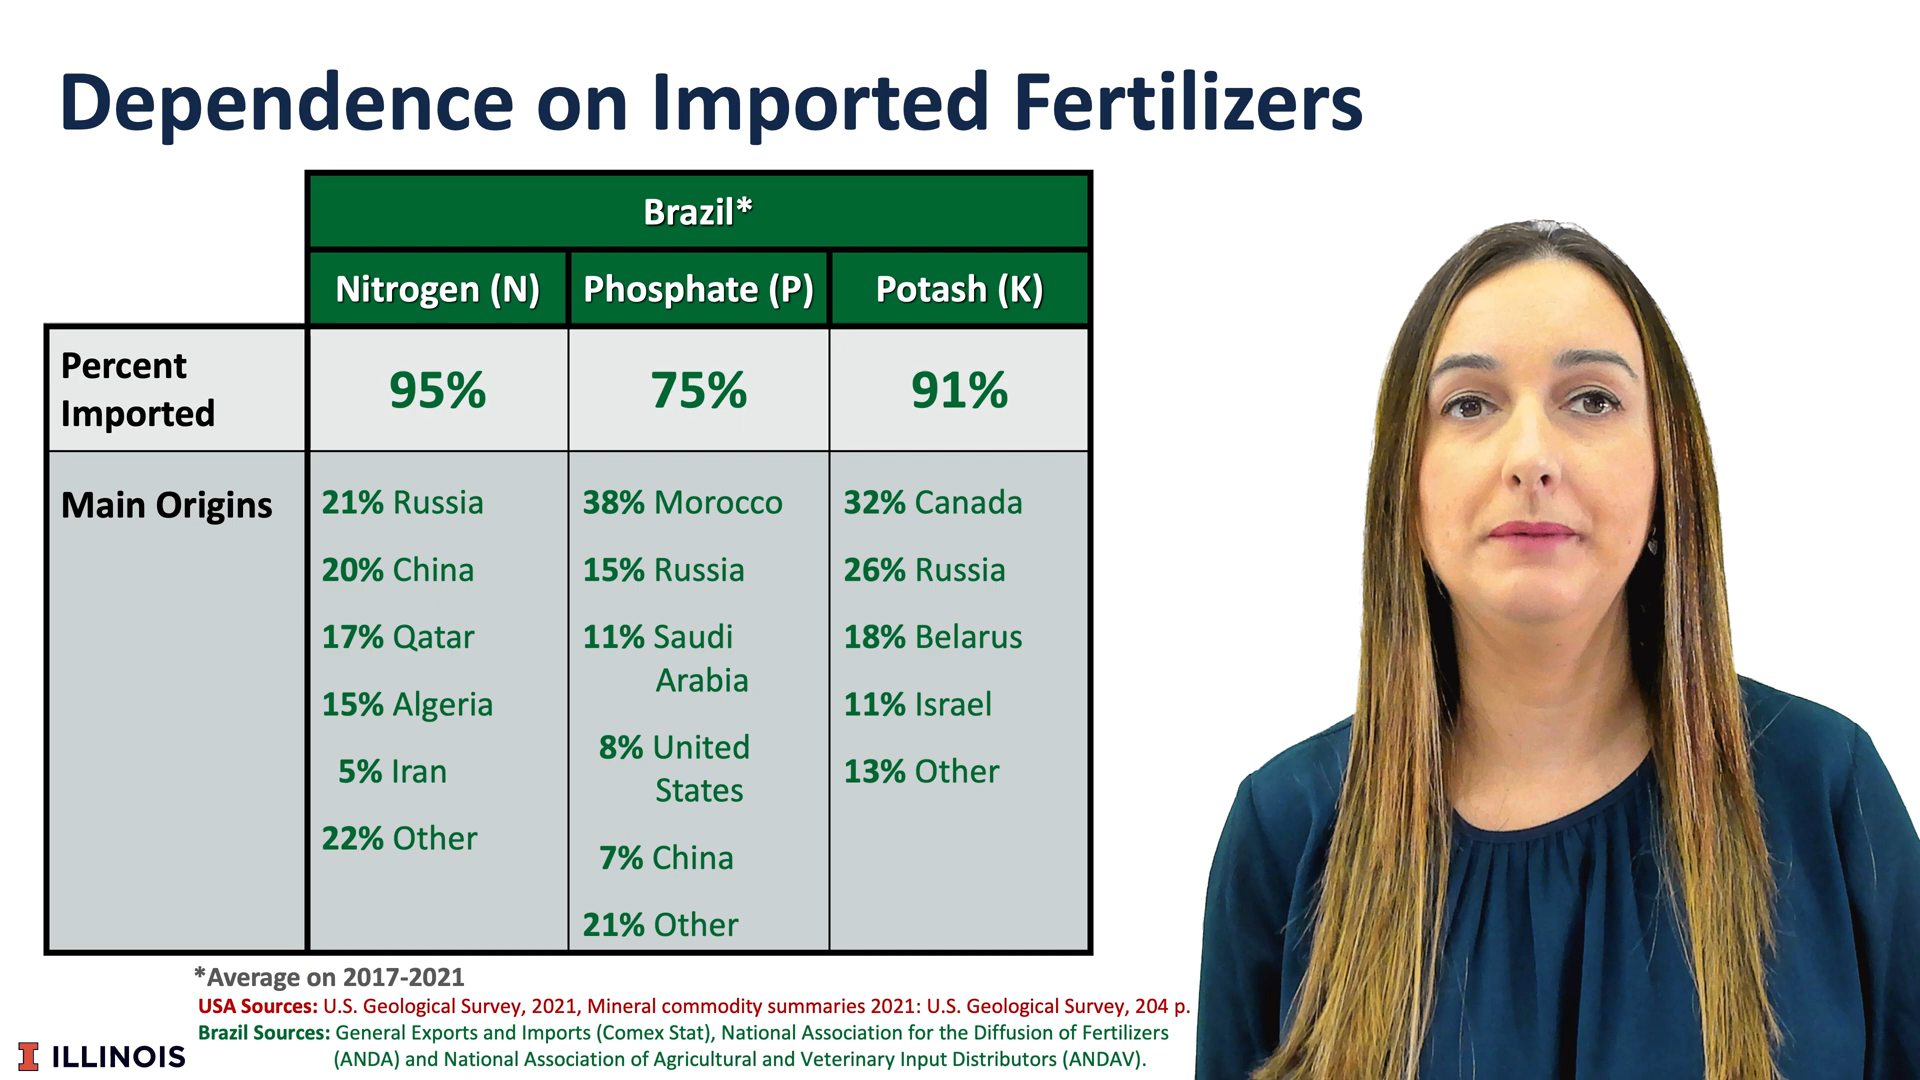 Dependence on Imported Fertilizers
Brazil*
Nitrogen (N) Phosphate (P) Potash (K)
Percent
Imported
95% 75% 91%
Main Origins
21% Russia
20% China
17% Qatar
15% Algeria
5% Iran
22% Other
38% Morocco
15% Russia
11% Saudi
Arabia
8% United
States
7% China
21% Other
32% Canada
26% Russia
18% Belarus
11% Israel
13% Other
*Average on 2017-2021
USA Sources: U.S. Geological Survey, 2021, Mineral commodity summaries 2021: U.S. Geological Survey, 204 p.
Brazil Sources: General Exports and Imports (Comex Stat), National Association for the Diffusion of Fertilizers
(ANDA) and National Association of Agricultural and Veterinary Input Distributors (ANDAV).
I ILLINOIS